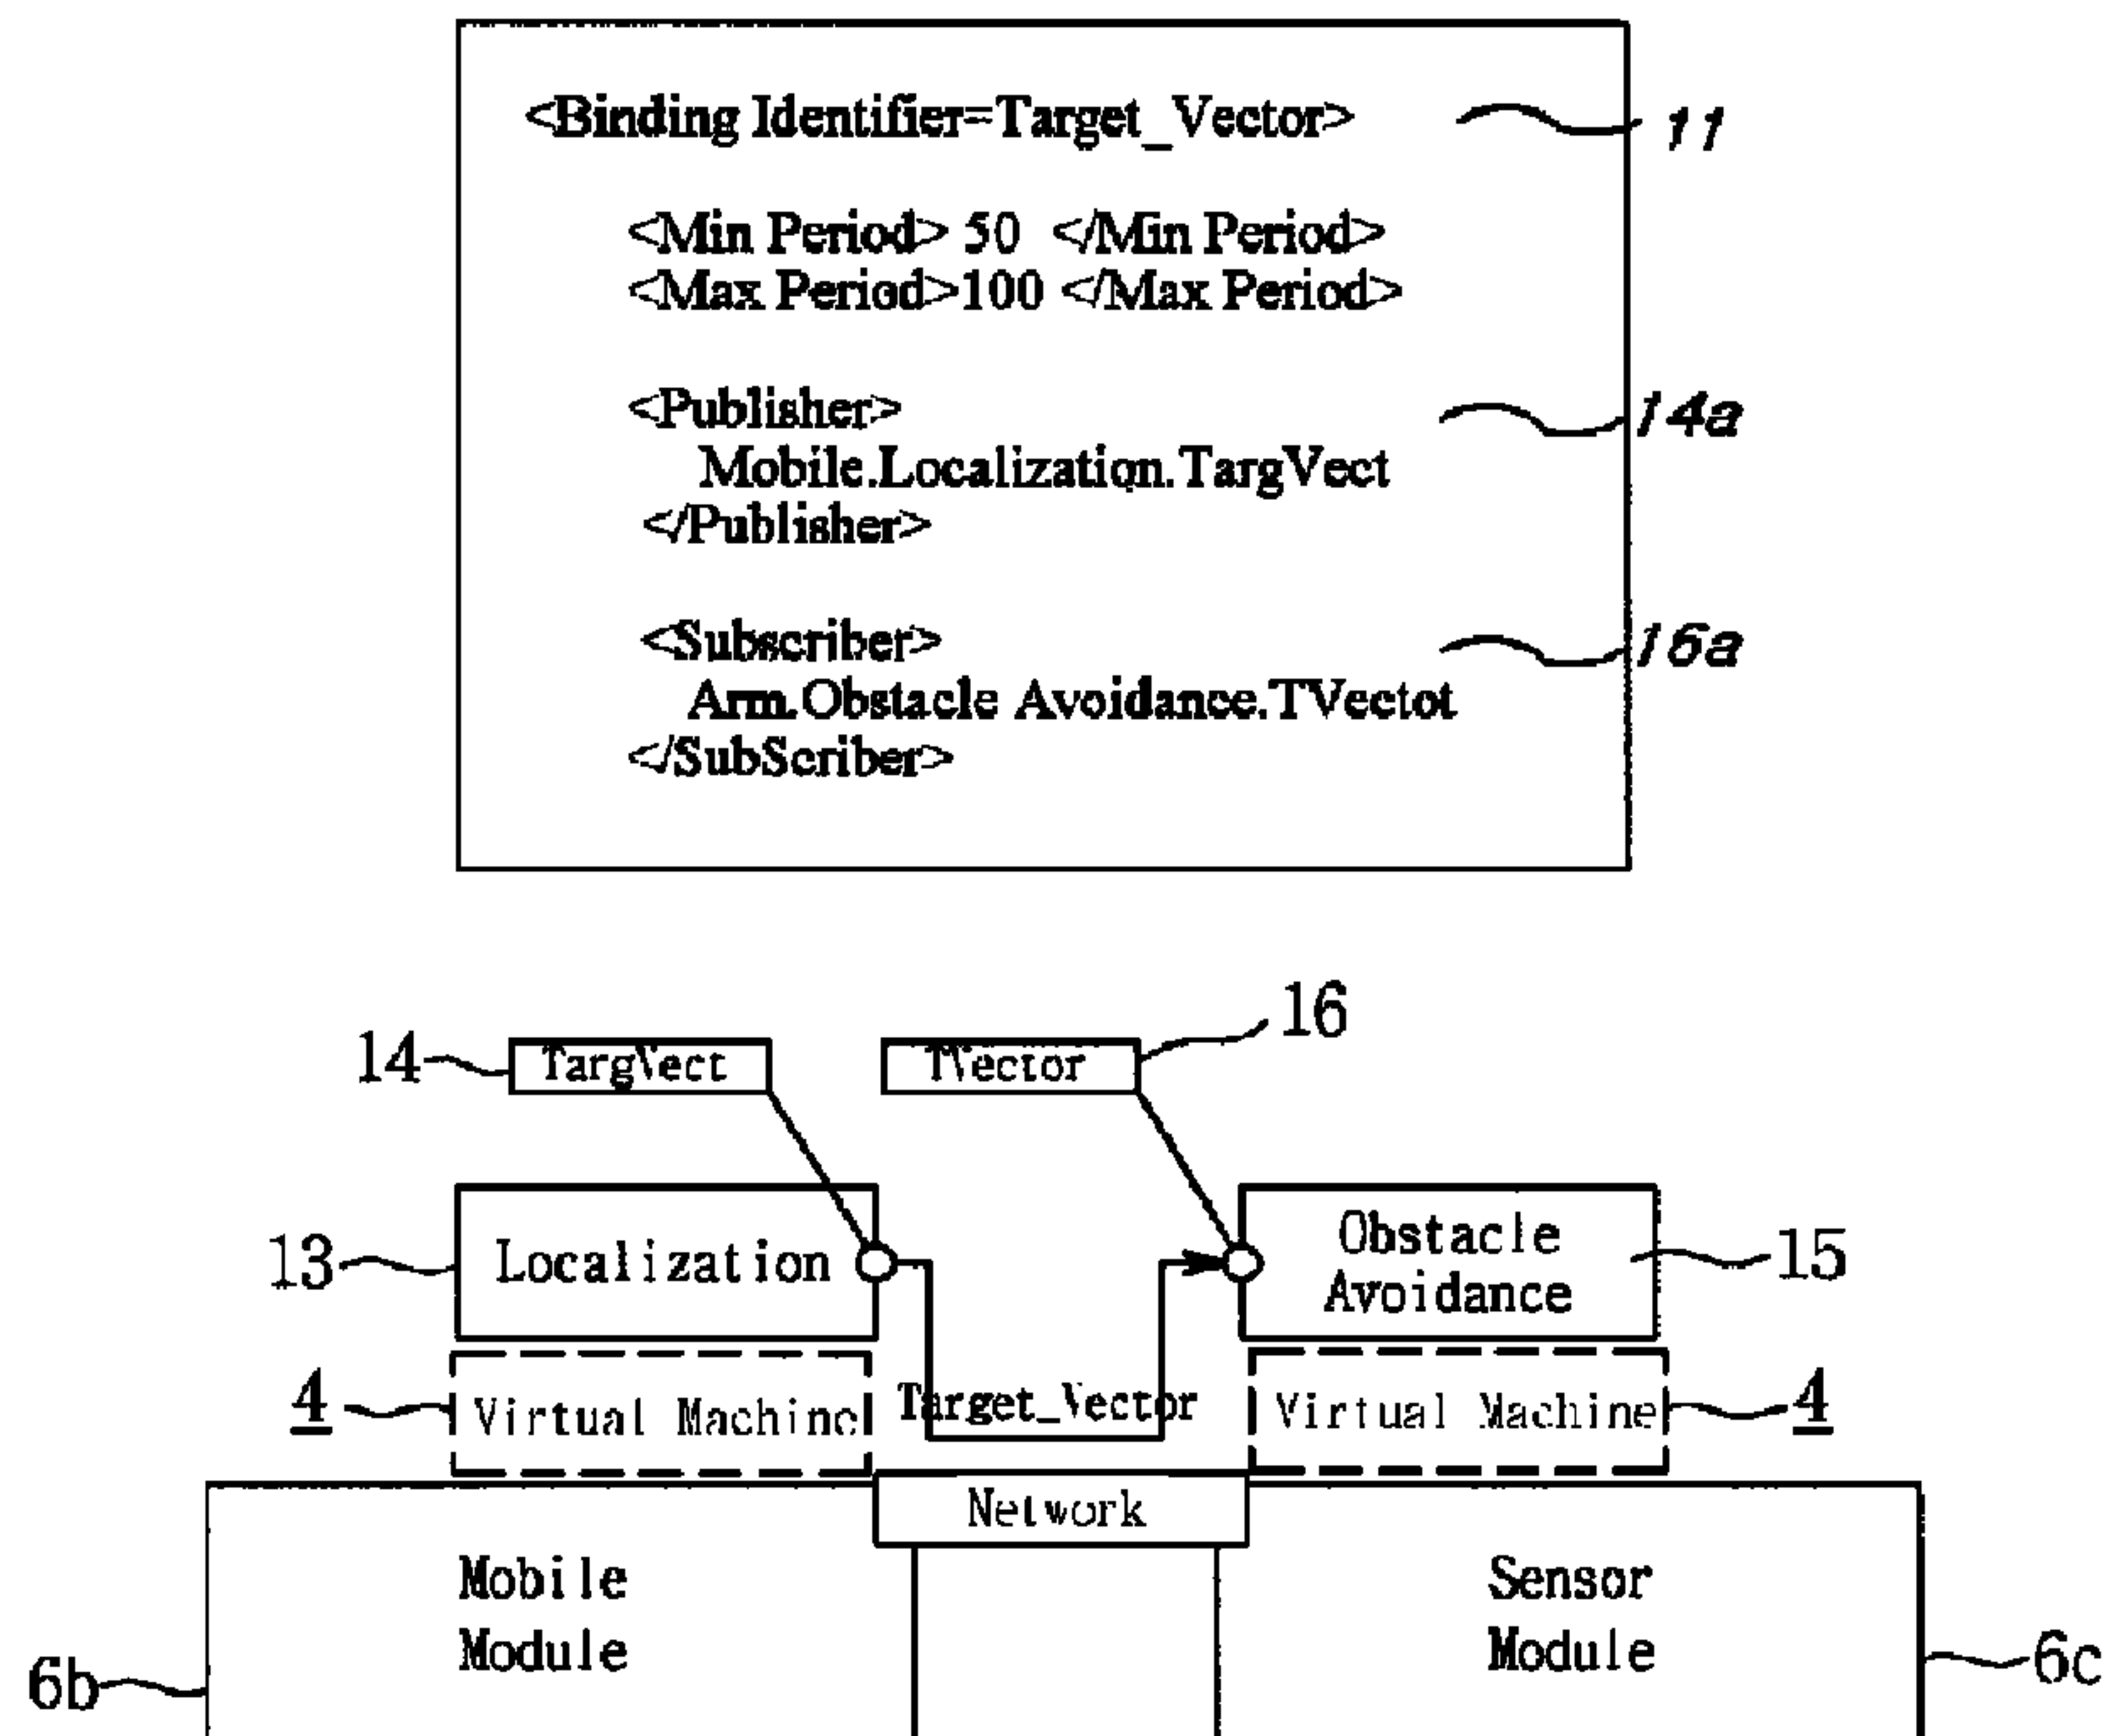 <Binding Identifier=Target_Vector> 11
<Min Period> 50 </Min Period>
<Max Period>100 </Max Period>
<Publisher> 14a
Mobile.Localization.TargVect
</Publisher>
<Subscriber> 16a
Arm.Obstacle Avoidance.TVectot
</SubScriber>
14 TargVect TVector 16
13 Localization Obstacle Avoidance 15
4 Virtual Machine Target_Vector Virtual Machine 4
Network
Mobile Module Sensor Module
6b 6c